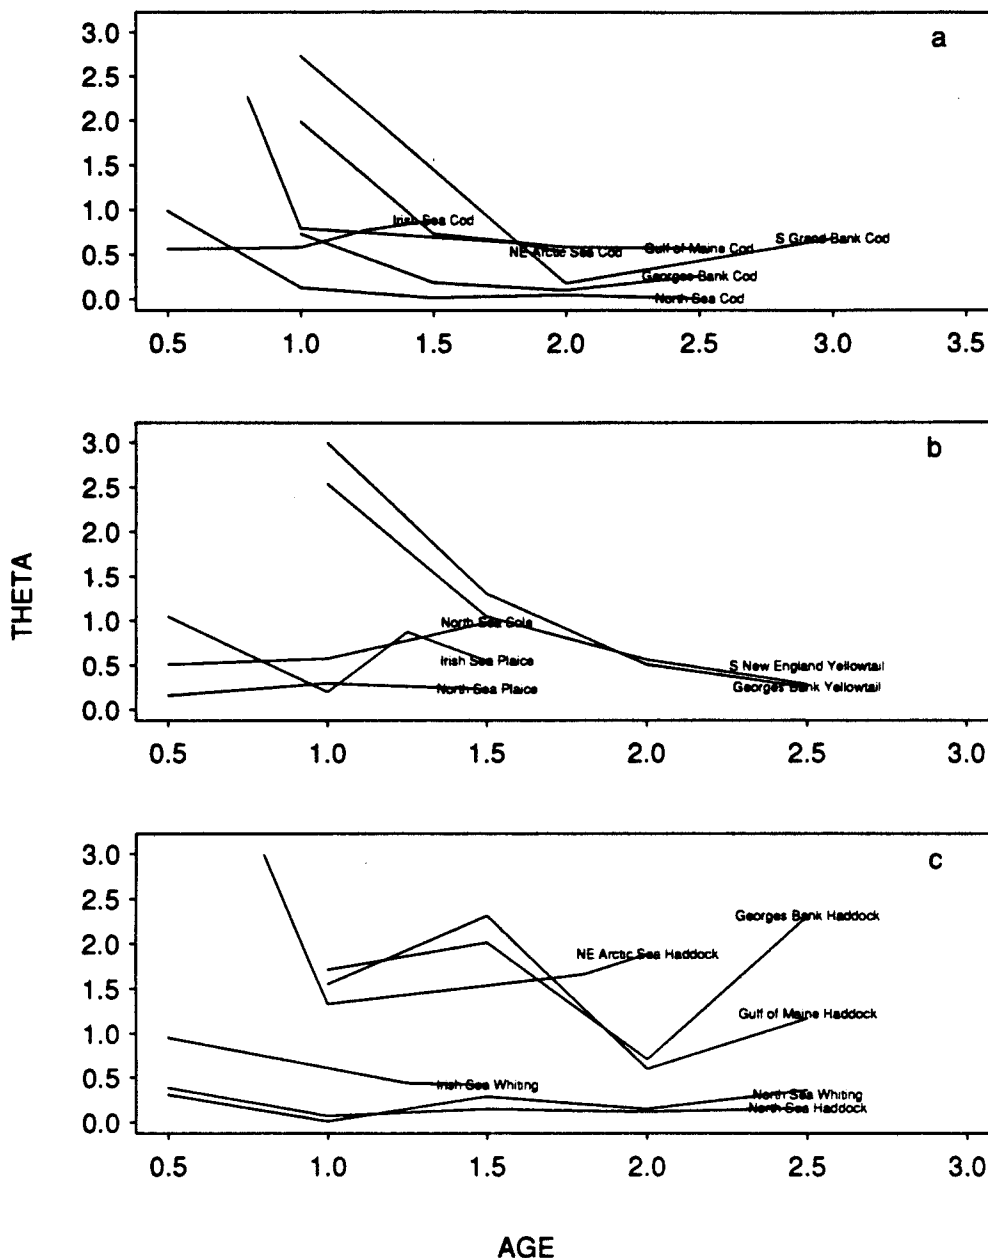 a
3.0
2.5
2.0
1.5
1.0
0.5
0.0
Irish Sea Cod
NE Arctic Sea Cod
Gulf of Maine Cod
S Grand Bank Cod
Georges Bank Cod
North Sea Cod
0.5 1.0 1.5 2.0 2.5 3.0 3.5
THETA
b
3.0
2.5
2.0
1.5
1.0
0.5
0.0
North Sea Sole
Irish Sea Plaice
North Sea Plaice
S New England Yellowtail
Georges Bank Yellowtail
0.5 1.0 1.5 2.0 2.5 3.0
c
3.0
2.5
2.0
1.5
1.0
0.5
0.0
Georges Bank Haddock
NE Arctic Sea Haddock
Gulf of Maine Haddock
Irish Sea Whiting
North Sea Whiting
North Sea Haddock
0.5 1.0 1.5 2.0 2.5 3.0
AGE